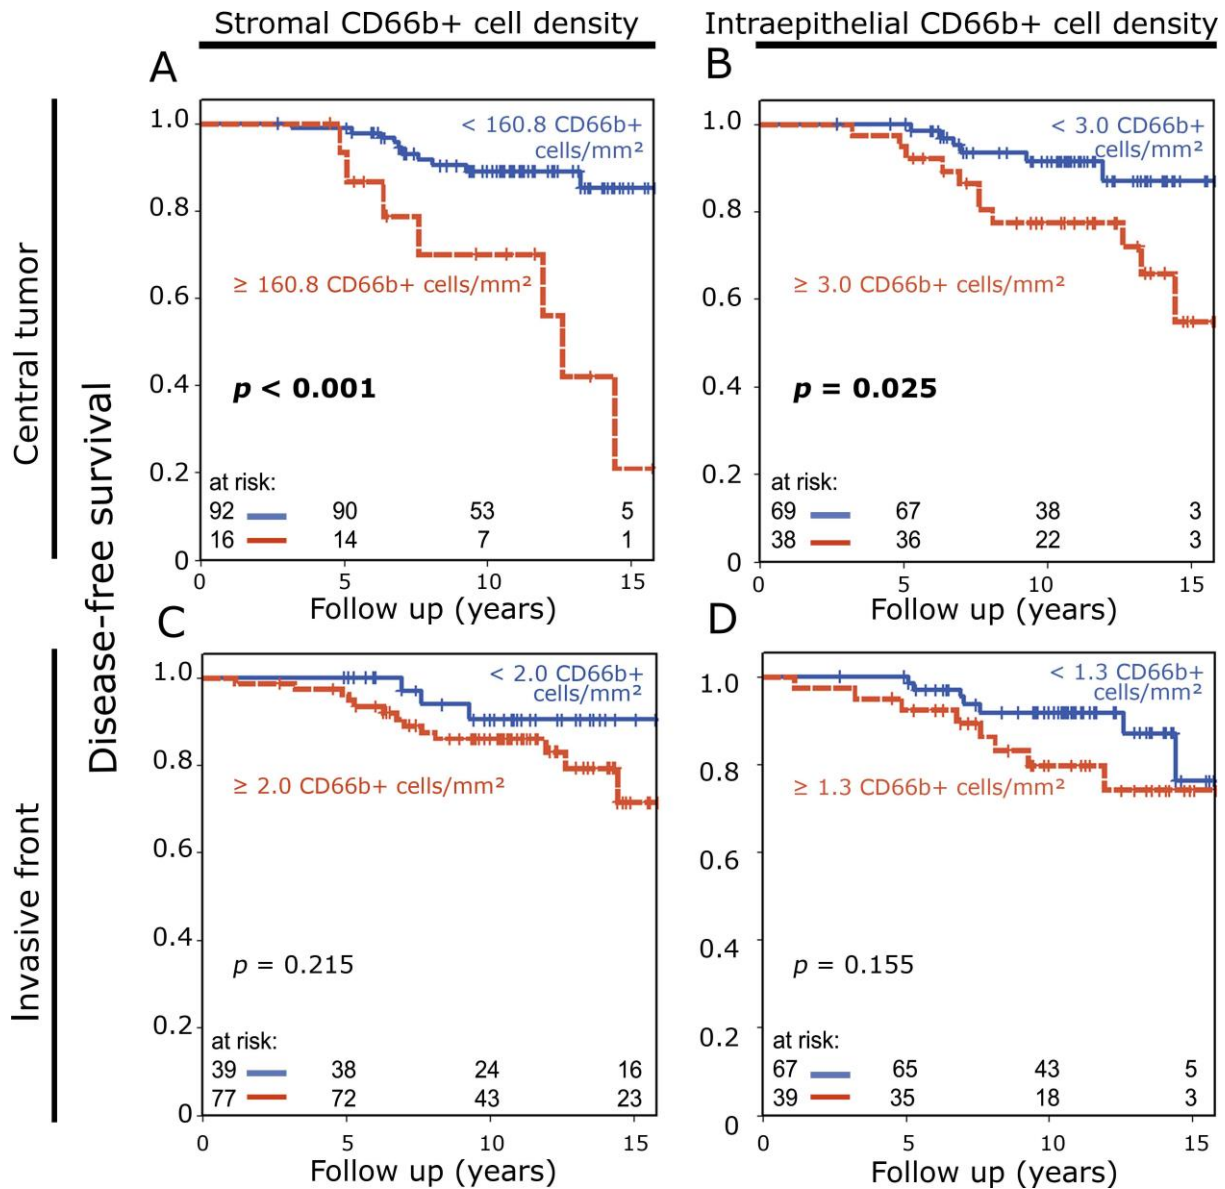 Stromal CD66b+ cell density
Intraepithelial CD66b+ cell density
Central tumor
Invasive front
Disease-free survival
A
1.0
0.8
0.6
0.4
0.2
0
< 160.8 CD66b+
cells/mm²
≥ 160.8 CD66b+ cells/mm²
p < 0.001
at risk:
92 90 53 5
16 14 7 1
0 5 10 15
Follow up (years)
B
1.0
0.8
0.6
0.4
0.2
0
< 3.0 CD66b+
cells/mm²
≥ 3.0 CD66b+ cells/mm²
p = 0.025
at risk:
69 67 38 3
38 36 22 3
0 5 10 15
Follow up (years)
C
1.0
0.8
0.6
0.4
0.2
0
< 2.0 CD66b+
cells/mm²
≥ 2.0 CD66b+ cells/mm²
p = 0.215
at risk:
39 38 24 16
77 72 43 23
0 5 10 15
Follow up (years)
D
1.0
0.8
0.6
0.4
0.2
0
< 1.3 CD66b+
cells/mm²
≥ 1.3 CD66b+ cells/mm²
p = 0.155
at risk:
67 65 43 5
39 35 18 3
0 5 10 15
Follow up (years)